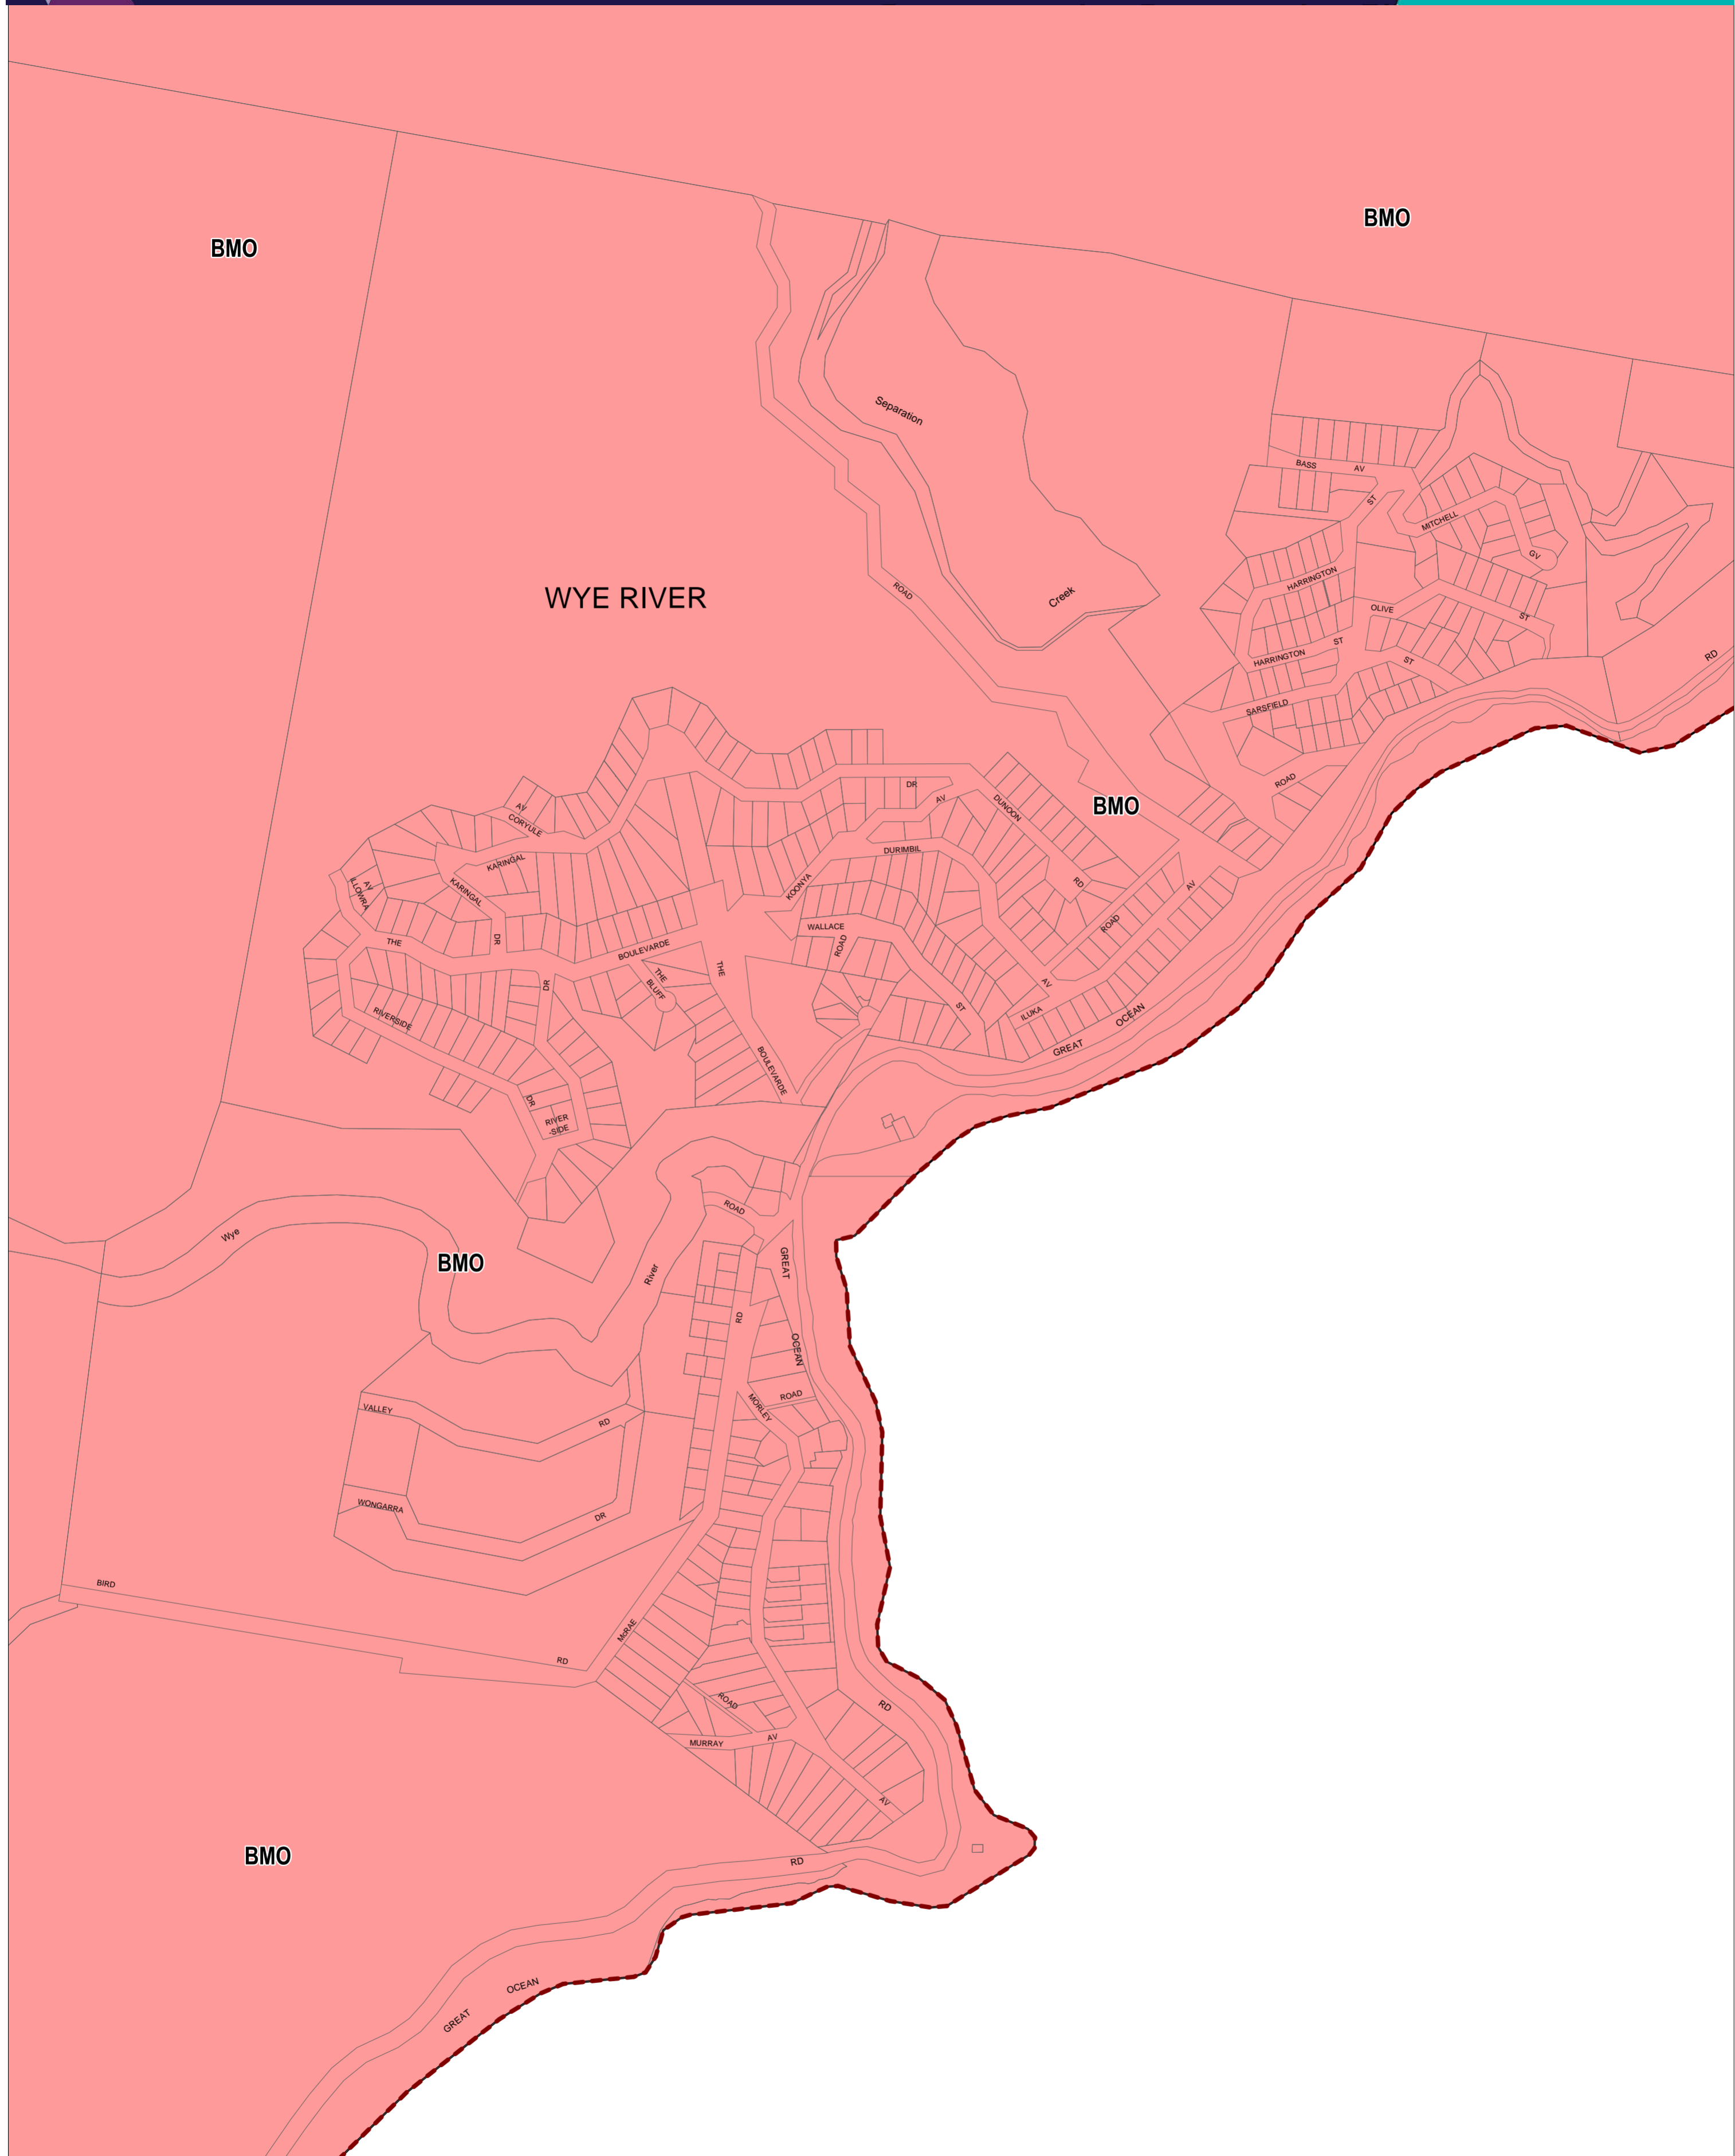 BMO
BMO
Separation
BASS
AV
ST
MITCHELL
GV
HARRINGTON
ROAD
Creek
WYE RIVER
OLIVE
ST
ST
HARRINGTON
ST
RD
SARSFIELD
ROAD
DR
AV
DUNOON
BMO
AV
CORYULE
DURIMBIL
KARINGAL
AV
ILLOWRA
KARINGAL
KOONYA
RD
AV
ROAD
WALLACE
THE
DR
BOULEVARDE
ROAD
THE
THE
BLUFF
DR
AV
ST
ILUKA
RIVERSIDE
OCEAN
GREAT
BOULEVARDE
DR
RIVER
-SIDE
ROAD
Wye
BMO
River
GREAT
RD
OCEAN
ROAD
MORLEY
VALLEY
RD
WONGARRA
DR
BIRD
McRAE
RD
ROAD
RD
MURRAY
AV
AV
BMO
RD
OCEAN
GREAT